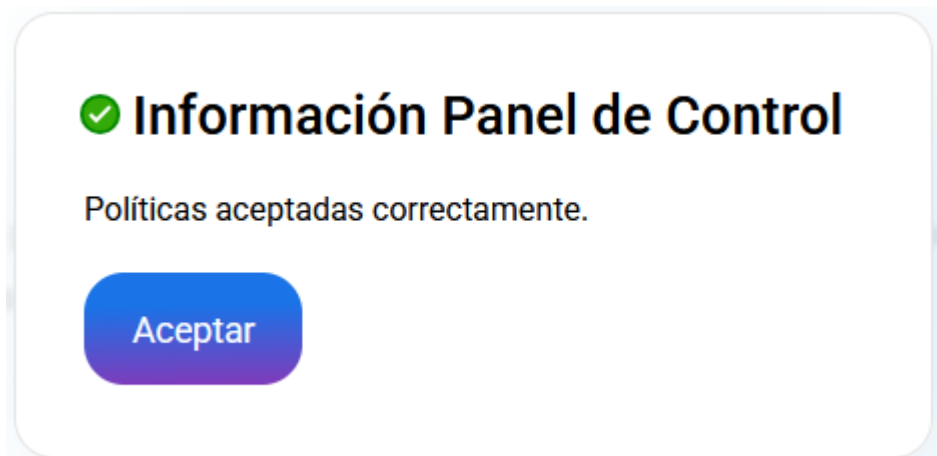 Información Panel de Control
Políticas aceptadas correctamente.
Aceptar